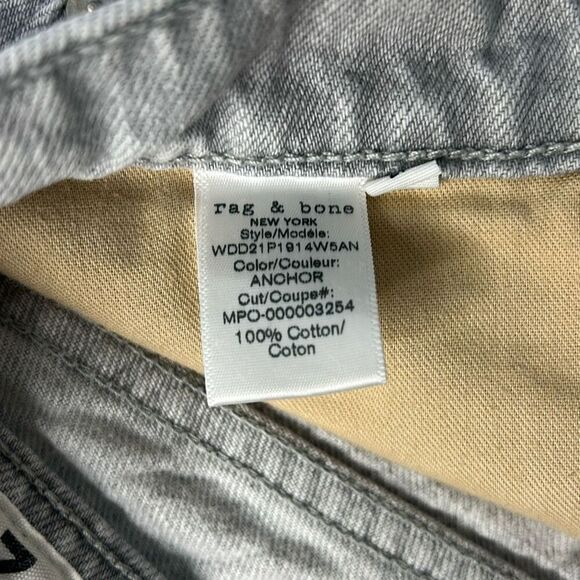 rag & bone
NEW YORK
Style/Modèle:
WDD21P1914W5AN
Color/Couleur:
ANCHOR
Cut/Coupe#:
MPO-000003254
100% Cotton/
Coton